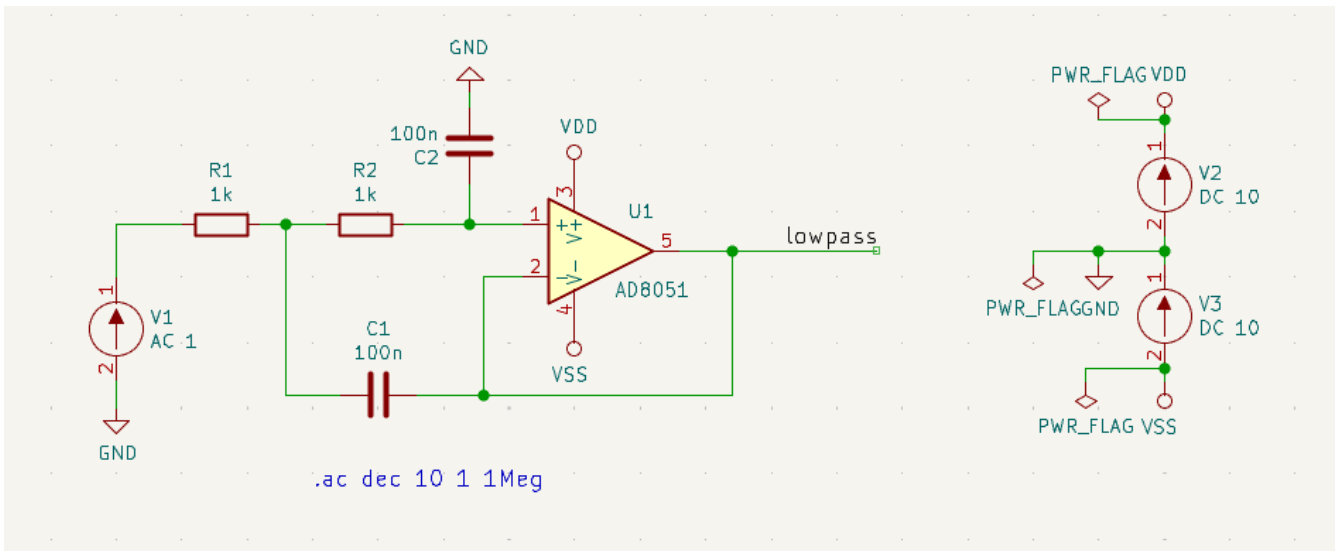 GND
PWR_FLAG VDD
100n
C2
VDD
R1
1k
R2
1k
3
1
V2
DC 10
2
1
+
V+
U1
5
lowpass
2
-
V-
AD8051
4
VSS
1
V1
AC 1
2
GND
C1
100n
PWR_FLAG GND
1
V3
DC 10
2
PWR_FLAG VSS
.ac dec 10 1 1Meg